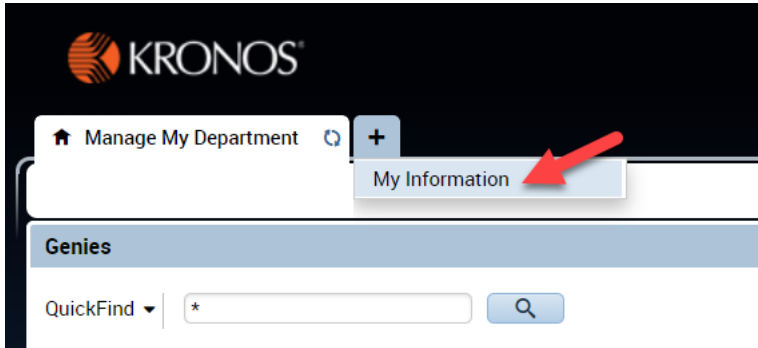 KRONOS®
Manage My Department +
My Information
Genies
QuickFind *